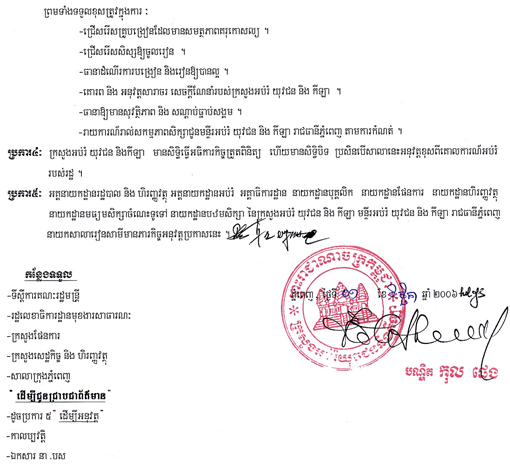 ព្រមទាំងទទួលខុសត្រូវក្នុងការ :
-ជ្រើសរើសគ្រូបង្រៀនដែលមានសមត្ថភាពគរុកោសល្យ ។
-ជ្រើសរើសសិស្សឱ្យចូលរៀន ។
-ធានាដំណើរការបង្រៀន និងរៀនឱ្យបានល្អ ។
-គោរព និង អនុវត្តសារាចរ សេចក្តីណែនាំរបស់ក្រសួងអប់រំ យុវជន និង កីឡា ។
-ធានាឱ្យមានសុវត្ថិភាព និង សណ្តាប់ធ្នាប់សង្គម ។
-រាយការណ៍រាល់សកម្មភាពសិក្សាជូនមន្ទីរអប់រំ យុវជន និង កីឡា រាជធានីភ្នំពេញ តាមការកំណត់ ។
ប្រការ៤: ក្រសួងអប់រំ យុវជន និងកីឡា មានសិទ្ធិធ្វើអធិការកិច្ចត្រួតពិនិត្យ ហើយមានសិទ្ធិបិទ ប្រសិនបើសាលានេះអនុវត្តខុសពីគោលការណ៍អប់រំ
របស់រដ្ឋ ។
ប្រការ៥: អគ្គនាយកដ្ឋានរដ្ឋបាល និង ហិរញ្ញវត្ថុ អគ្គនាយកដ្ឋានអប់រំ អគ្គាធិការដ្ឋាន នាយកដ្ឋានបុគ្គលិក នាយកដ្ឋានផែនការ នាយកដ្ឋានហិរញ្ញវត្ថុ
នាយកដ្ឋានមធ្យមសិក្សាចំណេះទូទៅ នាយកដ្ឋានបឋមសិក្សា នៃក្រសួងអប់រំ យុវជន និង កីឡា មន្ទីរអប់រំ យុវជន និង កីឡា រាជធានីភ្នំពេញ
នាយកសាលារៀនសាមីមានភារកិច្ចអនុវត្តប្រកាសនេះ ។
កន្លែងទទួល
-ទីស្តីការគណៈរដ្ឋមន្ត្រី
ភ្នំពេញ, ថ្ងៃទី ខែ ឆ្នាំ ២០០៦
-រដ្ឋលេខាធិការដ្ឋានមុខងារសាធារណៈ
-ក្រសួងផែនការ
-ក្រសួងសេដ្ឋកិច្ច និង ហិរញ្ញវត្ថុ
-សាលាក្រុងភ្នំពេញ
បណ្ឌិត កុល ផេង
" ដើម្បីជូនជ្រាបជាព័ត៌មាន "
-ដូចប្រការ ៥ " ដើម្បីអនុវត្ត "
-កាលប្បវត្តិ
-ឯកសារ